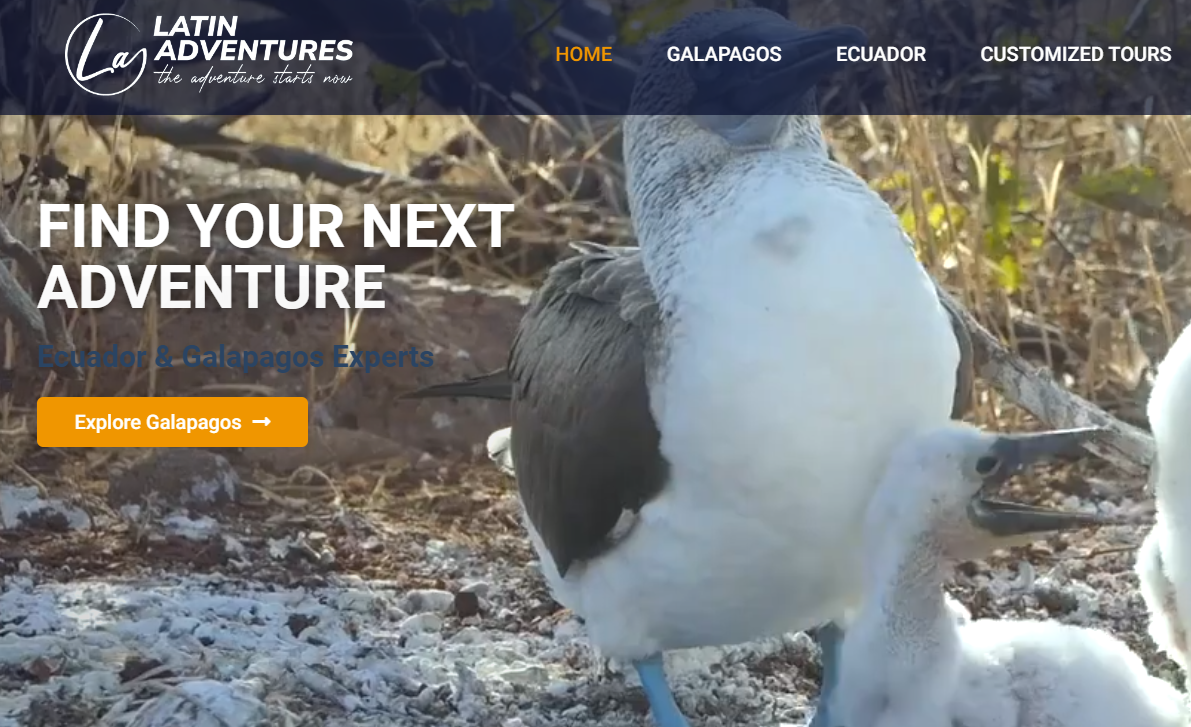 La
LATIN
ADVENTURES
the adventure starts now
HOME
GALAPAGOS
ECUADOR
CUSTOMIZED TOURS
FIND YOUR NEXT
ADVENTURE
Ecuador & Galapagos Experts
Explore Galapagos →